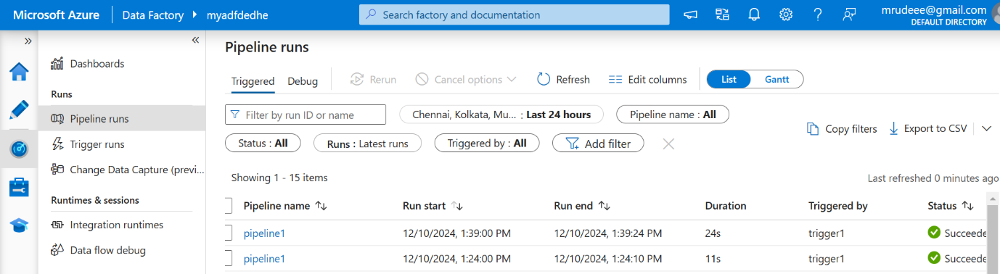 Microsoft Azure Data Factory myadfdedhe Search factory and documentation mrudeee@gmail.com
DEFAULT DIRECTORY
Dashboards
Runs
Pipeline runs
Trigger runs
Change Data Capture (previ...
Runtimes & sessions
Integration runtimes
Data flow debug
Pipeline runs
Triggered Debug Rerun Cancel options Refresh Edit columns List Gantt
Filter by run ID or name Chennai, Kolkata, Mu... : Last 24 hours Pipeline name : All
Copy filters Export to CSV
Status : All Runs : Latest runs Triggered by : All Add filter
Showing 1 - 15 items Last refreshed 0 minutes ago
Pipeline name Run start Run end Duration Triggered by Status
pipeline1 12/10/2024, 1:39:00 PM 12/10/2024, 1:39:24 PM 24s trigger1 Succeede
pipeline1 12/10/2024, 1:24:00 PM 12/10/2024, 1:24:10 PM 11s trigger1 Succeede